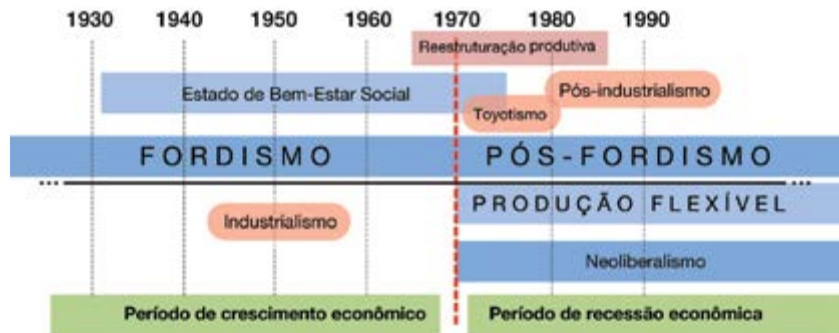 1930 1940 1950 1960 1970 1980 1990
Reestruturação produtiva
Estado de Bem-Estar Social
Pós-industrialismo
Toyotismo
FORDISMO
PÓS-FORDISMO
PRODUÇÃO FLEXÍVEL
Industrialismo
Neoliberalismo
Período de crescimento econômico
Período de recessão econômica